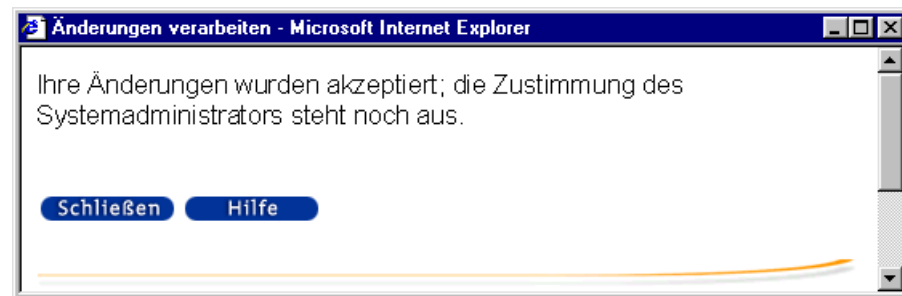 Änderungen verarbeiten - Microsoft Internet Explorer
Ihre Änderungen wurden akzeptiert; die Zustimmung des
Systemadministrators steht noch aus.
Schließen Hilfe